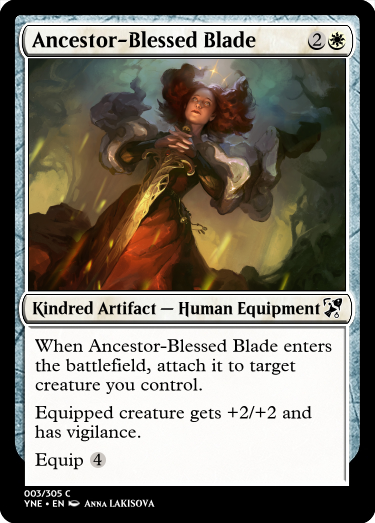 Ancestor-Blessed Blade 2
Kindred Artifact — Human Equipment
When Ancestor-Blessed Blade enters
the battlefield, attach it to target
creature you control.
Equipped creature gets +2/+2 and
has vigilance.
Equip 4
003/305 C
YNE • EN Anna LAKISOVA